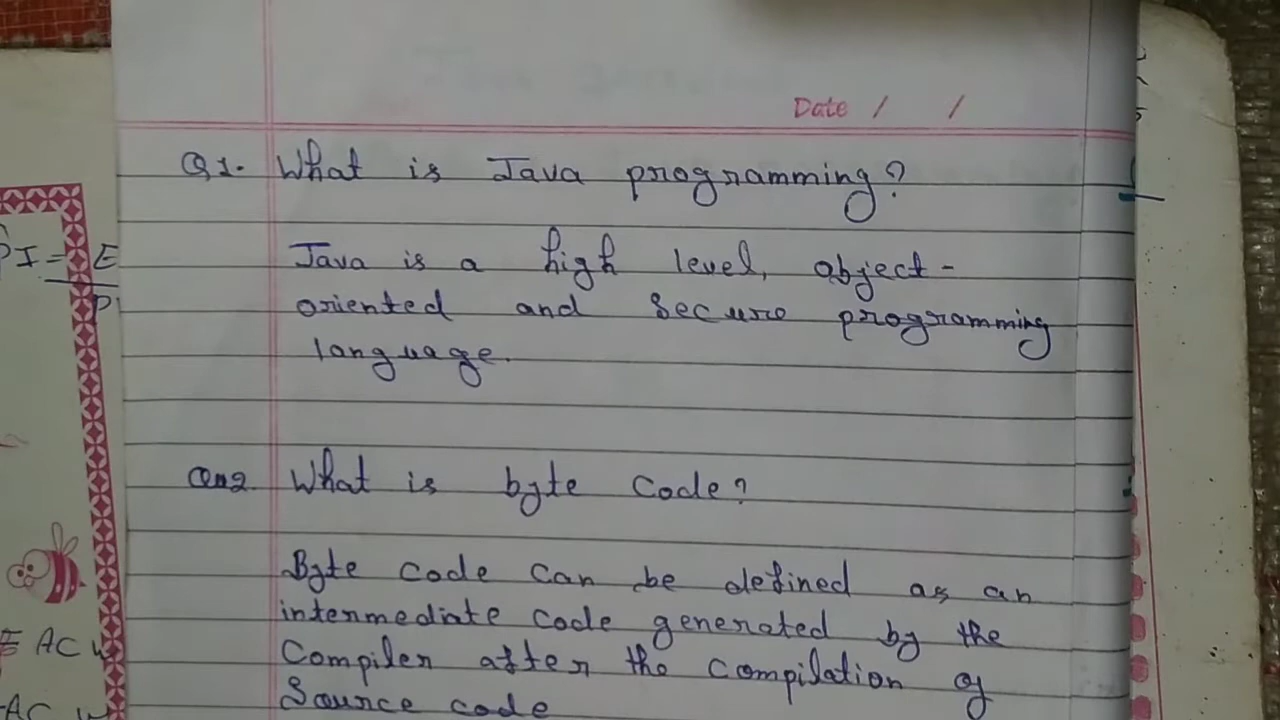 Date / /
Q1. What is Java programming?
Java is a high level, object-
oriented and secure programming
language.
Qn2. What is byte code?
Byte code can be defined as an
intermediate code generated by the
Compiler after the compilation of
Source code
I = E
P
AC
AC